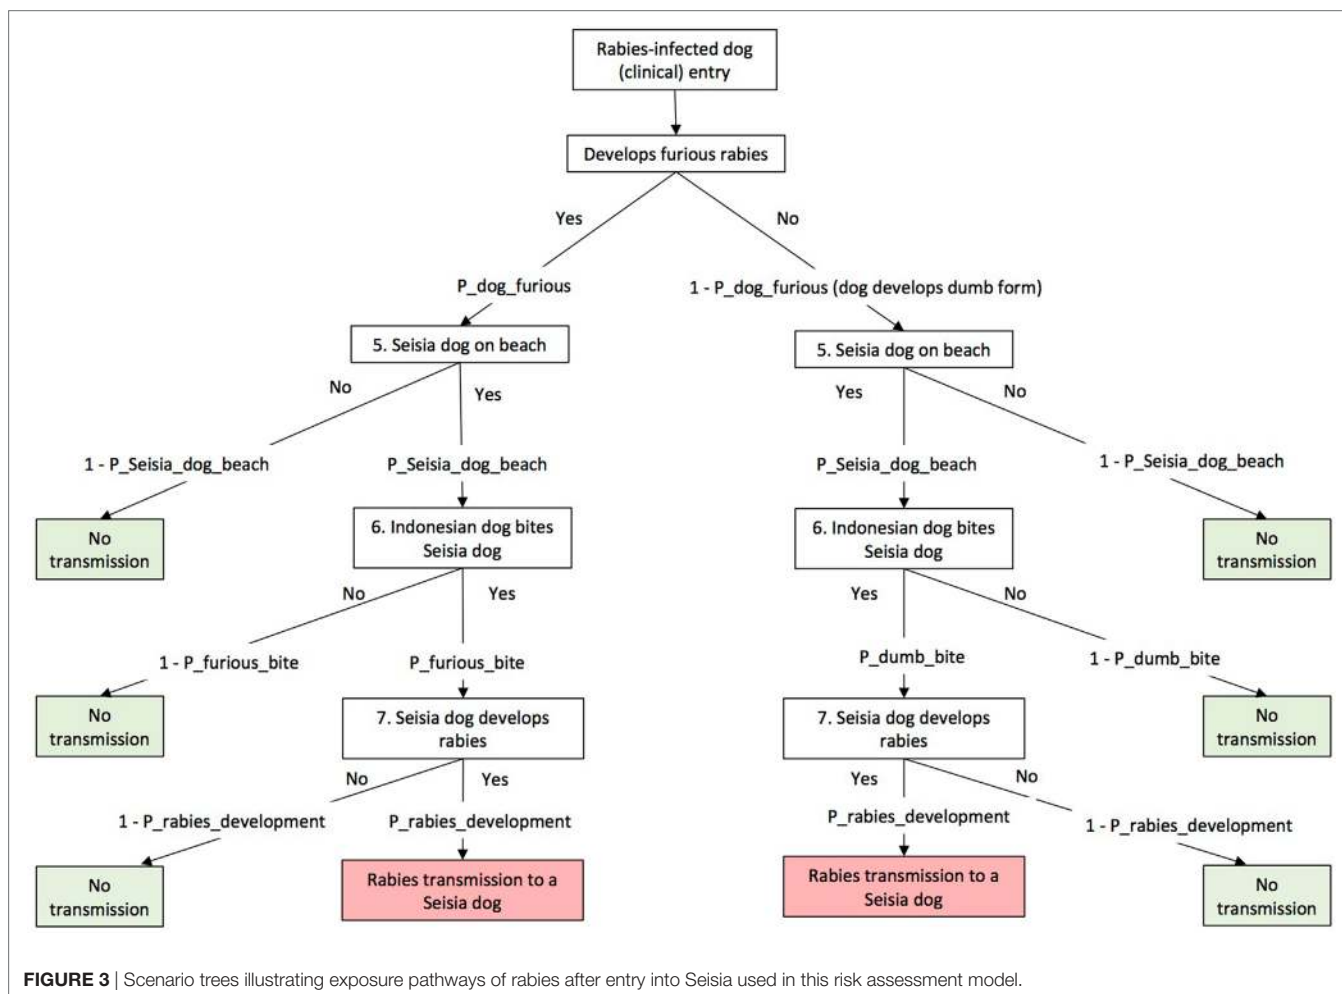 Rabies-infected dog
(clinical) entry
Develops furious rabies
Yes
No
P_dog_furious
1 - P_dog_furious (dog develops dumb form)
5. Seisia dog on beach
5. Seisia dog on beach
No
Yes
Yes
No
1 - P_Seisia_dog_beach
P_Seisia_dog_beach
P_Seisia_dog_beach
1 - P_Seisia_dog_beach
No
transmission
6. Indonesian dog bites
Seisia dog
6. Indonesian dog bites
Seisia dog
No
transmission
No
Yes
Yes
No
1 - P_furious_bite
P_furious_bite
P_dumb_bite
1 - P_dumb_bite
No
transmission
7. Seisia dog develops
rabies
7. Seisia dog develops
rabies
No
transmission
No
Yes
Yes
No
1 - P_rabies_development
P_rabies_development
P_rabies_development
1 - P_rabies_development
No
transmission
Rabies transmission to a
Seisia dog
Rabies transmission to a
Seisia dog
No
transmission
FIGURE 3 | Scenario trees illustrating exposure pathways of rabies after entry into Seisia used in this risk assessment model.